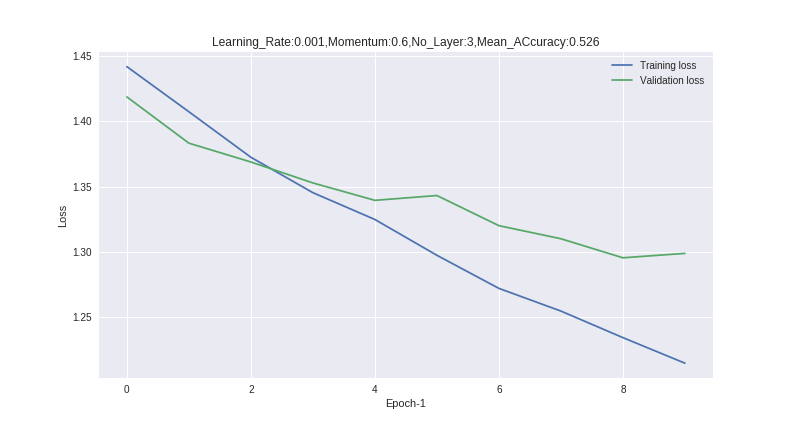 Learning_Rate:0.001,Momentum:0.6,No_Layer:3,Mean_ACcuracy:0.526
Training loss
Validation loss
1.45
1.40
1.35
1.30
1.25
Loss
0 2 4 6 8
Epoch-1